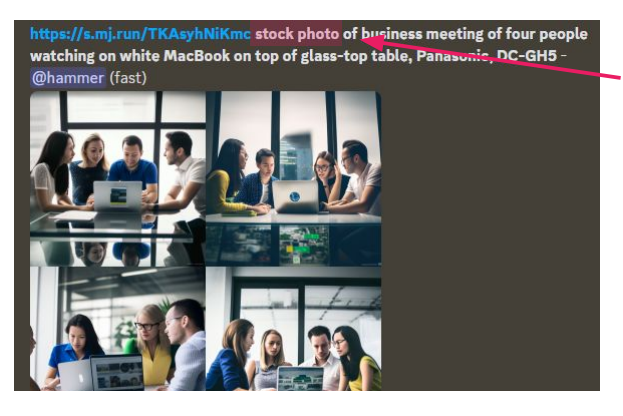 https://s.mj.run/TKAsyhNiKmc stock photo of business meeting of four people
watching on white MacBook on top of glass-top table, Panasonic, DC-GH5 -
@hammer (fast)